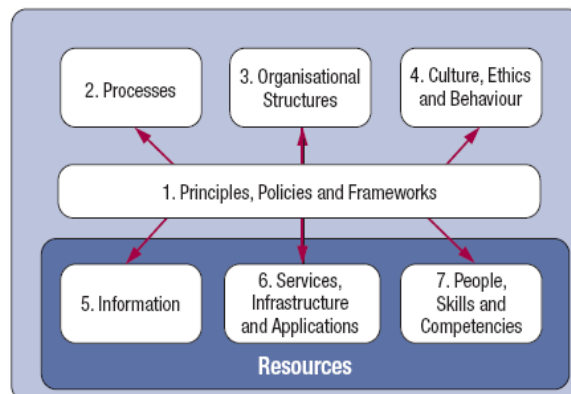 2. Processes
3. Organisational
Structures
4. Culture, Ethics
and Behaviour
1. Principles, Policies and Frameworks
5. Information
6. Services,
Infrastructure
and Applications
7. People,
Skills and
Competencies
Resources